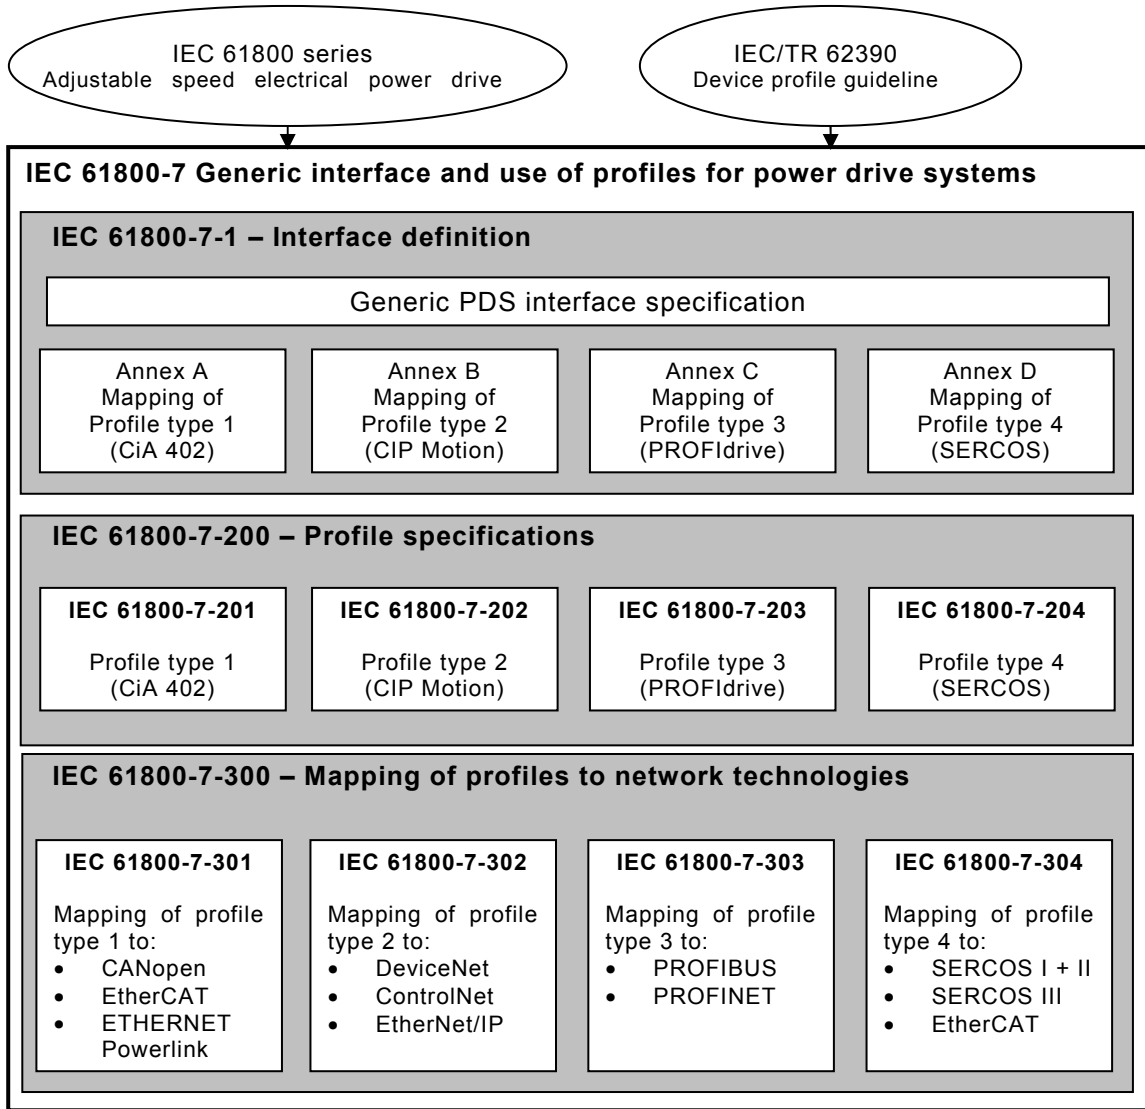 IEC 61800 series
Adjustable speed electrical power drive
IEC/TR 62390
Device profile guideline
IEC 61800-7 Generic interface and use of profiles for power drive systems
IEC 61800-7-1 – Interface definition
Generic PDS interface specification
Annex A
Mapping of
Profile type 1
(CiA 402)
Annex B
Mapping of
Profile type 2
(CIP Motion)
Annex C
Mapping of
Profile type 3
(PROFIdrive)
Annex D
Mapping of
Profile type 4
(SERCOS)
IEC 61800-7-200 – Profile specifications
IEC 61800-7-201
Profile type 1
(CiA 402)
IEC 61800-7-202
Profile type 2
(CIP Motion)
IEC 61800-7-203
Profile type 3
(PROFIdrive)
IEC 61800-7-204
Profile type 4
(SERCOS)
IEC 61800-7-300 – Mapping of profiles to network technologies
IEC 61800-7-301
Mapping of profile
type 1 to:
• CANopen
• EtherCAT
• ETHERNET
Powerlink
IEC 61800-7-302
Mapping of profile
type 2 to:
• DeviceNet
• ControlNet
• EtherNet/IP
IEC 61800-7-303
Mapping of profile
type 3 to:
• PROFIBUS
• PROFINET
IEC 61800-7-304
Mapping of profile
type 4 to:
• SERCOS I + II
• SERCOS III
• EtherCAT